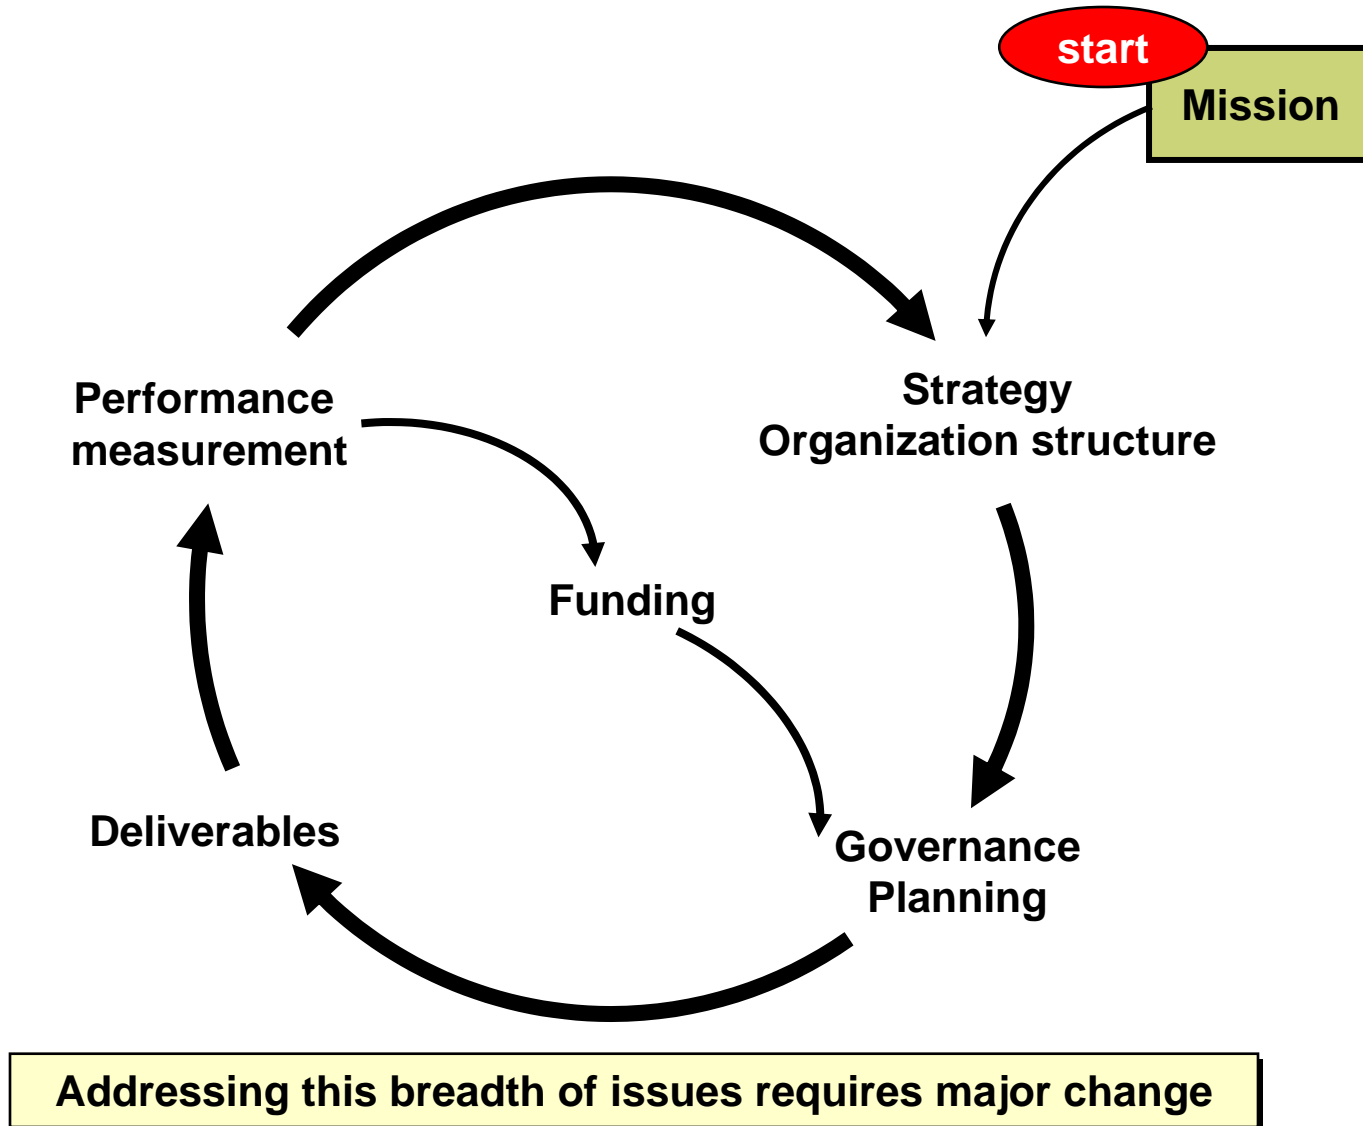 start
Mission
Performance
measurement
Strategy
Organization structure
Funding
Deliverables
Governance
Planning
Addressing this breadth of issues requires major change